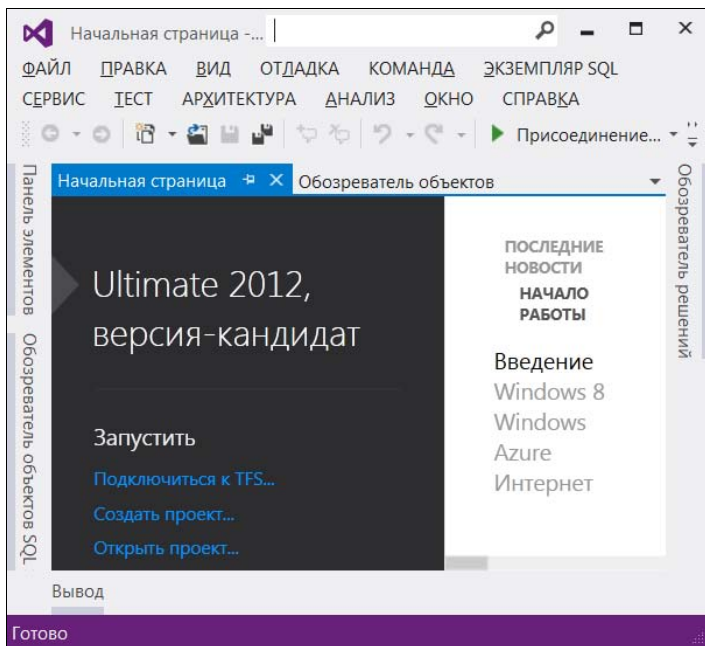 Начальная страница -...
ФАЙЛ ПРАВКА ВИД ОТЛАДКА КОМАНДА ЭКЗЕМПЛЯР SQL
СЕРВИС ТЕСТ АРХИТЕКТУРА АНАЛИЗ ОКНО СПРАВКА
Присоединение...
Панель элементов
Обозреватель объектов SQL
Начальная страница
Обозреватель объектов
Обозреватель решений
Ultimate 2012,
версия-кандидат
Запустить
Подключиться к TFS...
Создать проект...
Открыть проект...
ПОСЛЕДНИЕ
НОВОСТИ
НАЧАЛО
РАБОТЫ
Введение
Windows 8
Windows
Azure
Интернет
Вывод
Готово